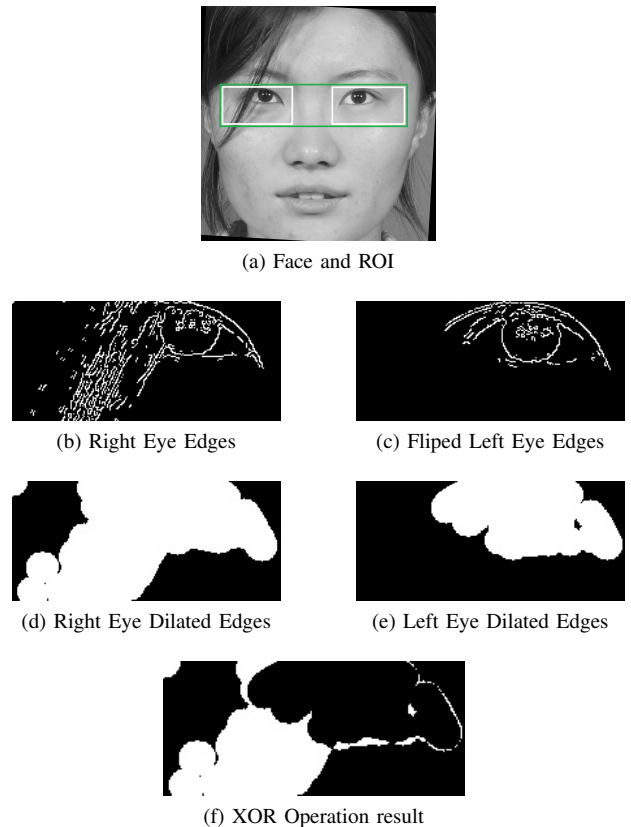 (a) Face and ROI
(b) Right Eye Edges
(c) Fliped Left Eye Edges
(d) Right Eye Dilated Edges
(e) Left Eye Dilated Edges
(f) XOR Operation result